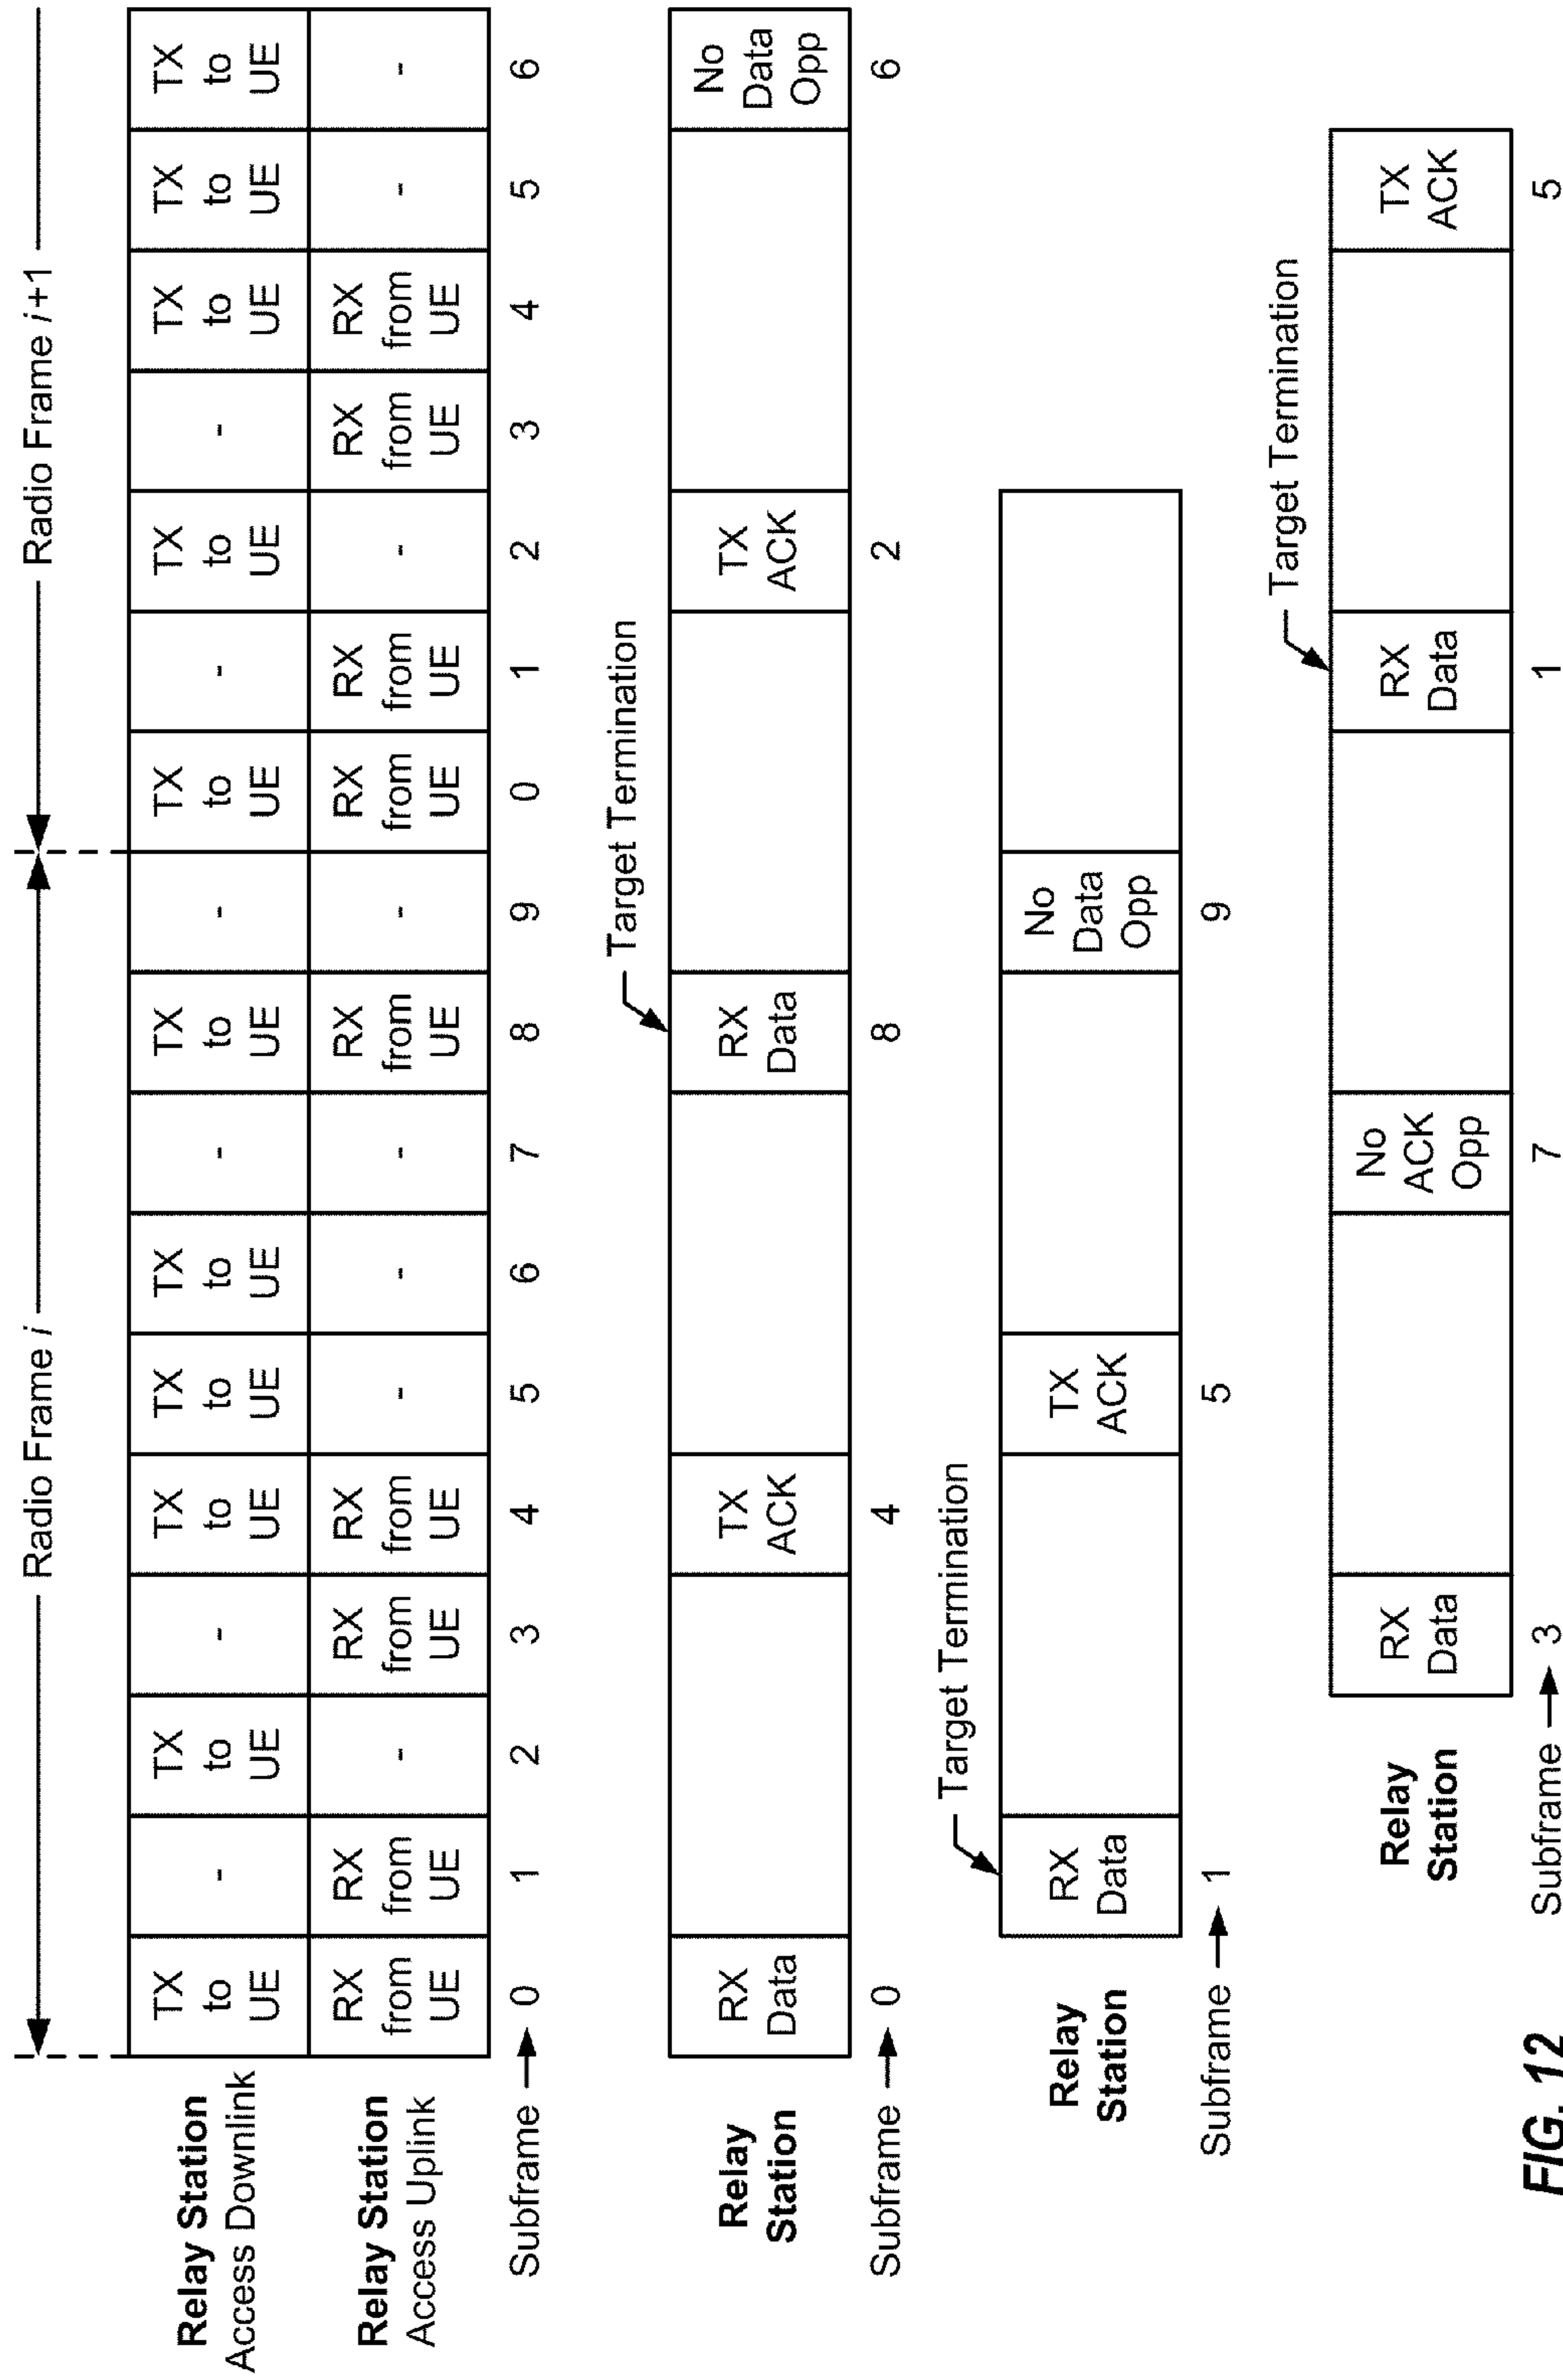 Radio Frame i
Radio Frame i+1
Relay Station Access Downlink
TX to UE
-
TX to UE
-
TX to UE
TX to UE
TX to UE
-
TX to UE
-
TX to UE
-
TX to UE
-
TX to UE
TX to UE
TX to UE
Relay Station Access Uplink
RX from UE
RX from UE
-
RX from UE
RX from UE
-
-
-
RX from UE
-
RX from UE
RX from UE
-
RX from UE
RX from UE
-
-
Subframe 0 1 2 3 4 5 6 7 8 9 0 1 2 3 4 5 6
Target Termination
Relay Station
RX Data
TX ACK
RX Data
TX ACK
No Data Opp
Subframe 0 4 8 2 6
Target Termination
Relay Station
RX Data
TX ACK
No Data Opp
Subframe 1 5 9
Target Termination
Relay Station
RX Data
No ACK Opp
RX Data
TX ACK
Subframe 3 7 1 5
FIG. 12